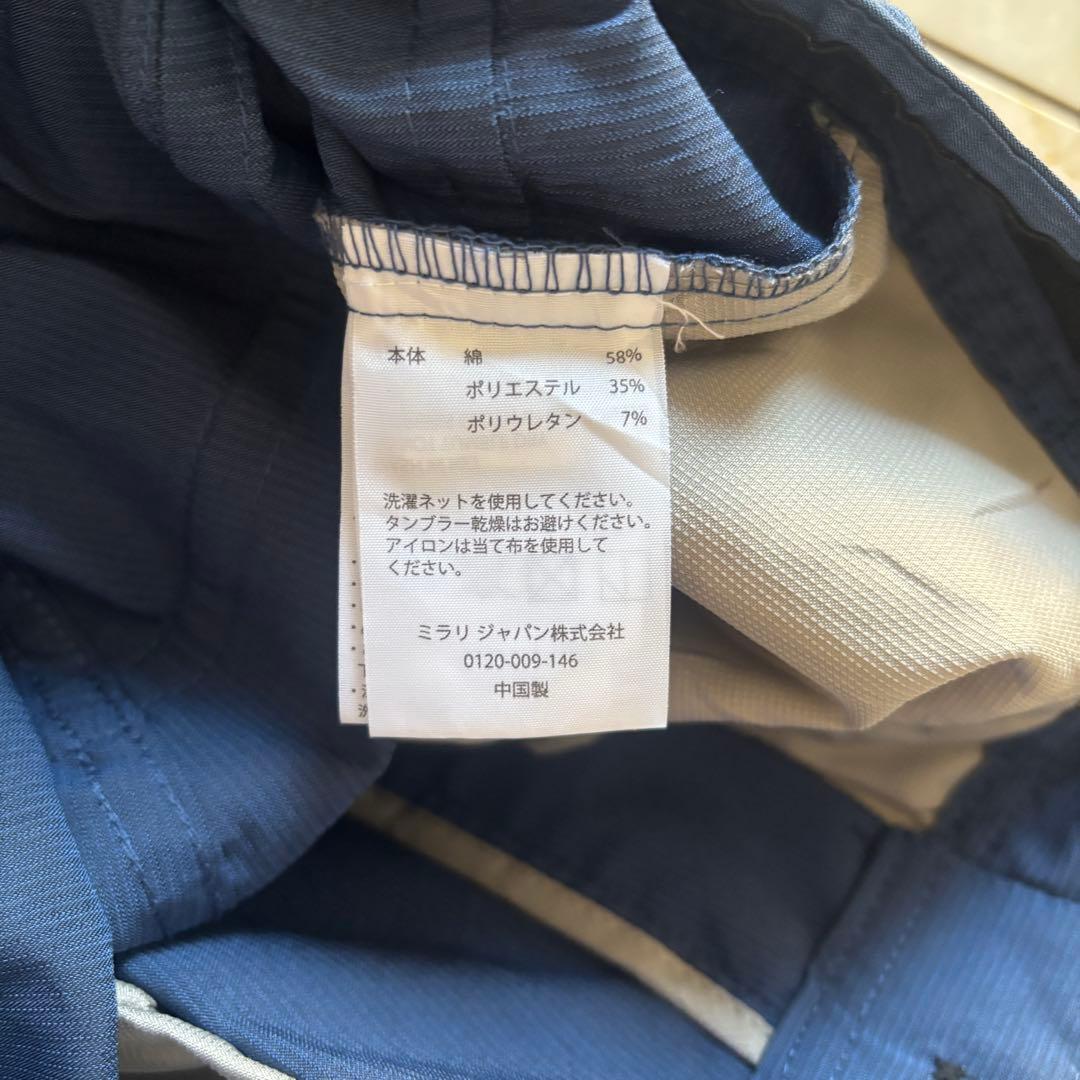 本体 綿 58%
ポリエステル 35%
ポリウレタン 7%
洗濯ネットを使用してください。
タンブラー乾燥はお避けください。
アイロンは当て布を使用して
ください。
ミラリ ジャパン株式会社
0120-009-146
中国製